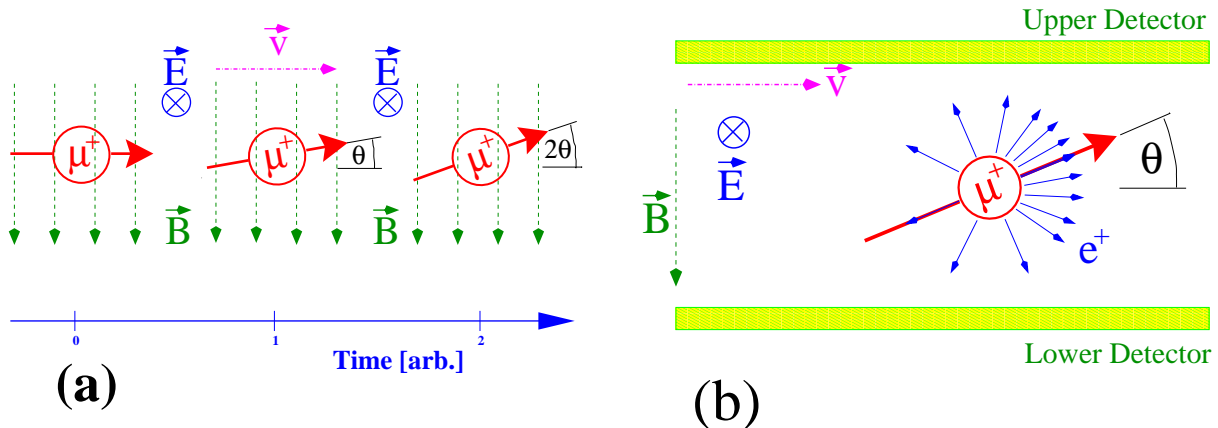 v
E
E
μ+
μ+
θ
μ+
2θ
B
B
0
1
2
Time [arb.]
(a)
Upper Detector
v
E
B
μ+
θ
e+
Lower Detector
(b)